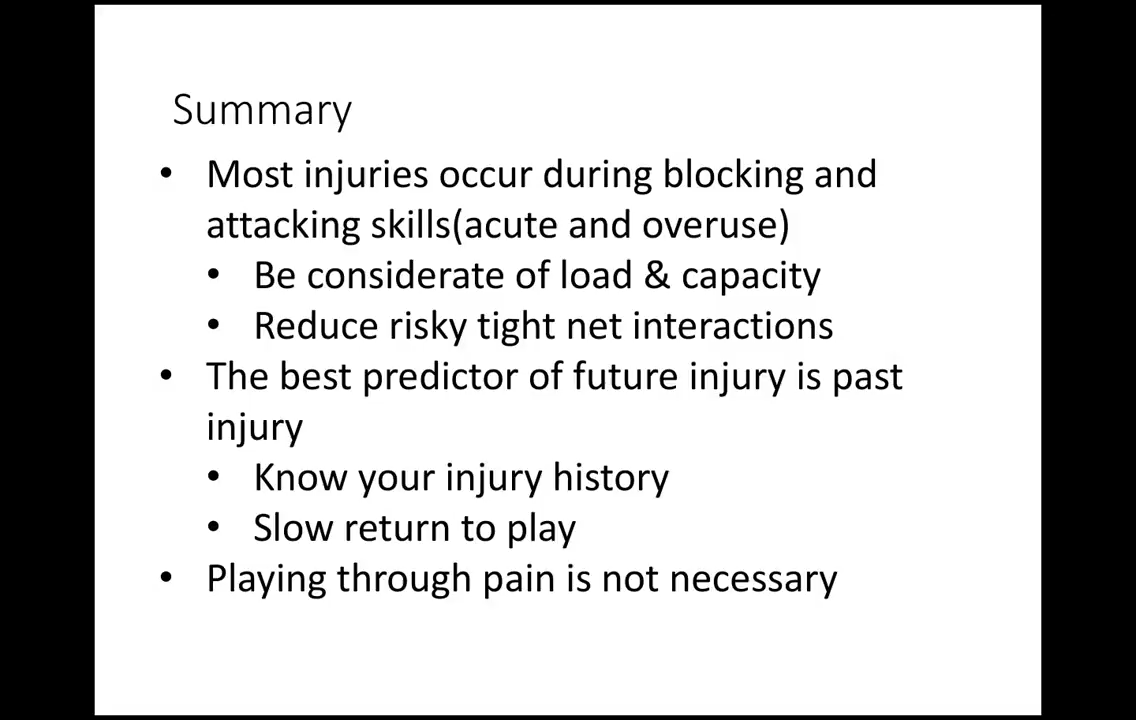 Summary
• Most injuries occur during blocking and
attacking skills(acute and overuse)
• Be considerate of load & capacity
• Reduce risky tight net interactions
• The best predictor of future injury is past
injury
• Know your injury history
• Slow return to play
• Playing through pain is not necessary